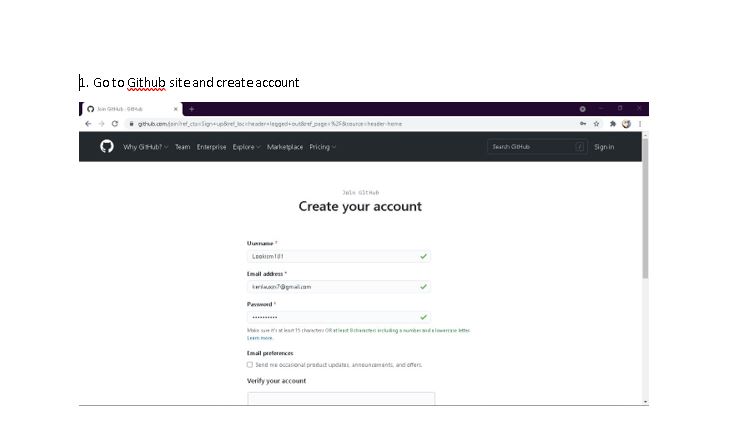 1. Go to Github site and create account
Join GitHub · GitHub
github.com/join?ref_cta=Sign+up&ref_loc=header+logged+out&ref_page=%2F&source=header-home
Why GitHub? Team Enterprise Explore Marketplace Pricing Search GitHub / Sign in
Join GitHub
Create your account
Username *
Email address *
kenlauxin7@gmail.com
Password *
Make sure it's at least 15 characters OR at least 8 characters including a number and a lowercase letter.
Learn more.
Email preferences
Send me occasional product updates, announcements, and offers.
Verify your account